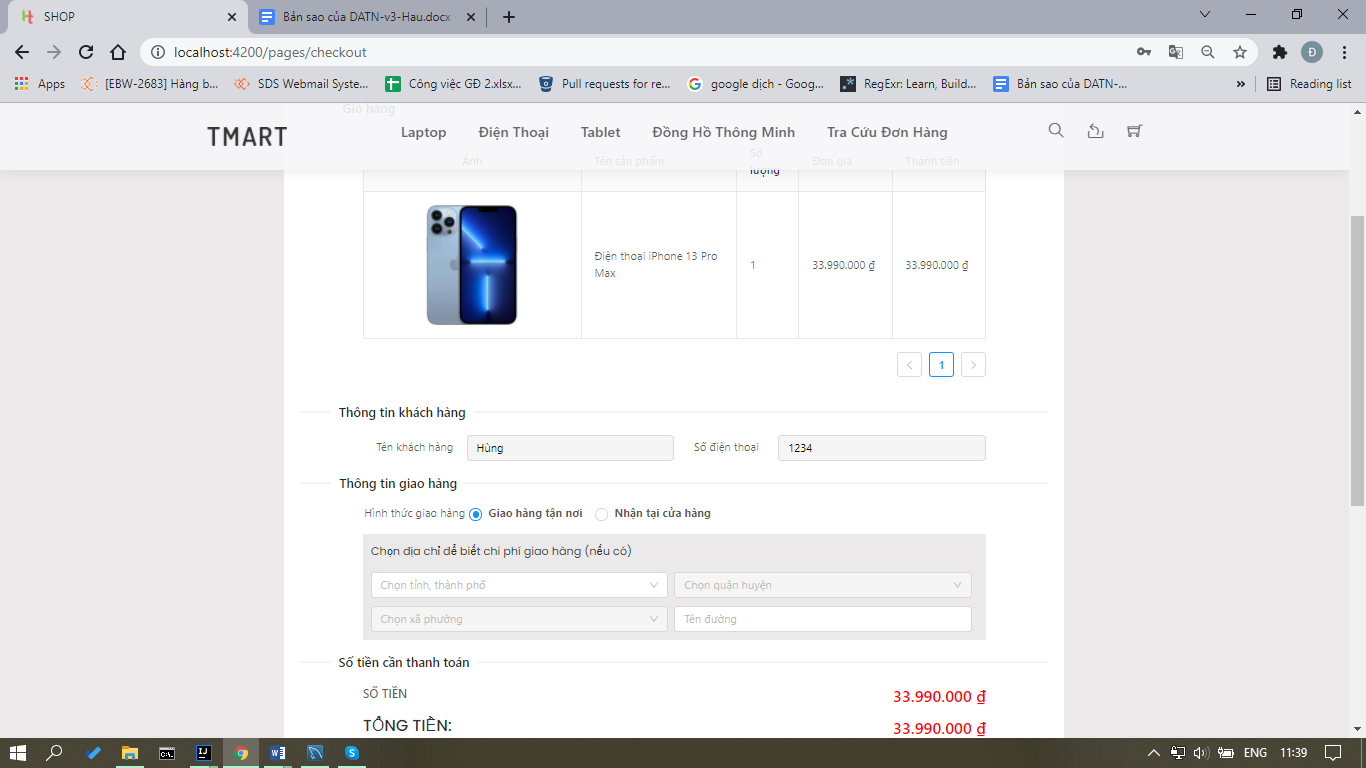 SHOP
Bản sao của DATN-v3-Hau.docx
localhost:4200/pages/checkout
Đ
Apps
[EBW-2683] Hàng b...
SDS Webmail Syste...
Công việc GĐ 2.xlsx...
Pull requests for re...
google dịch - Goog...
RegExr: Learn, Build...
Bản sao của DATN-...
»
Reading list
Giỏ hàng
TMART
Laptop
Điện Thoại
Tablet
Đồng Hồ Thông Minh
Tra Cứu Đơn Hàng
Ảnh
Tên sản phẩm
Số
lượng
Đơn giá
Thành tiền
Điện thoại iPhone 13 Pro
Max
1
33.990.000 ₫
33.990.000 ₫
1
Thông tin khách hàng
Tên khách hàng
Hùng
Số điện thoại
1234
Thông tin giao hàng
Hình thức giao hàng
Giao hàng tận nơi
Nhận tại cửa hàng
Chọn địa chỉ để biết chi phí giao hàng (nếu có)
Chọn tỉnh, thành phố
Chọn quận huyện
Chọn xã phường
Tên đường
Số tiền cần thanh toán
SỐ TIỀN
33.990.000 ₫
TỔNG TIỀN:
33.990.000 ₫
ENG
11:39